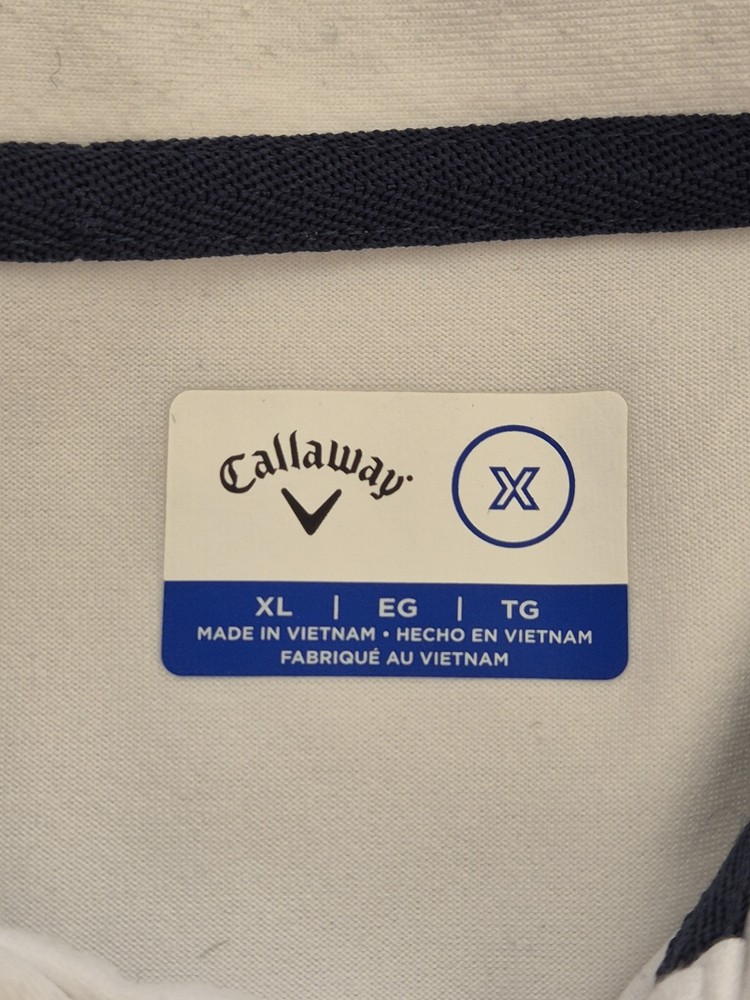 Callaway
X
XL | EG | TG
MADE IN VIETNAM • HECHO EN VIETNAM
FABRIQUÉ AU VIETNAM